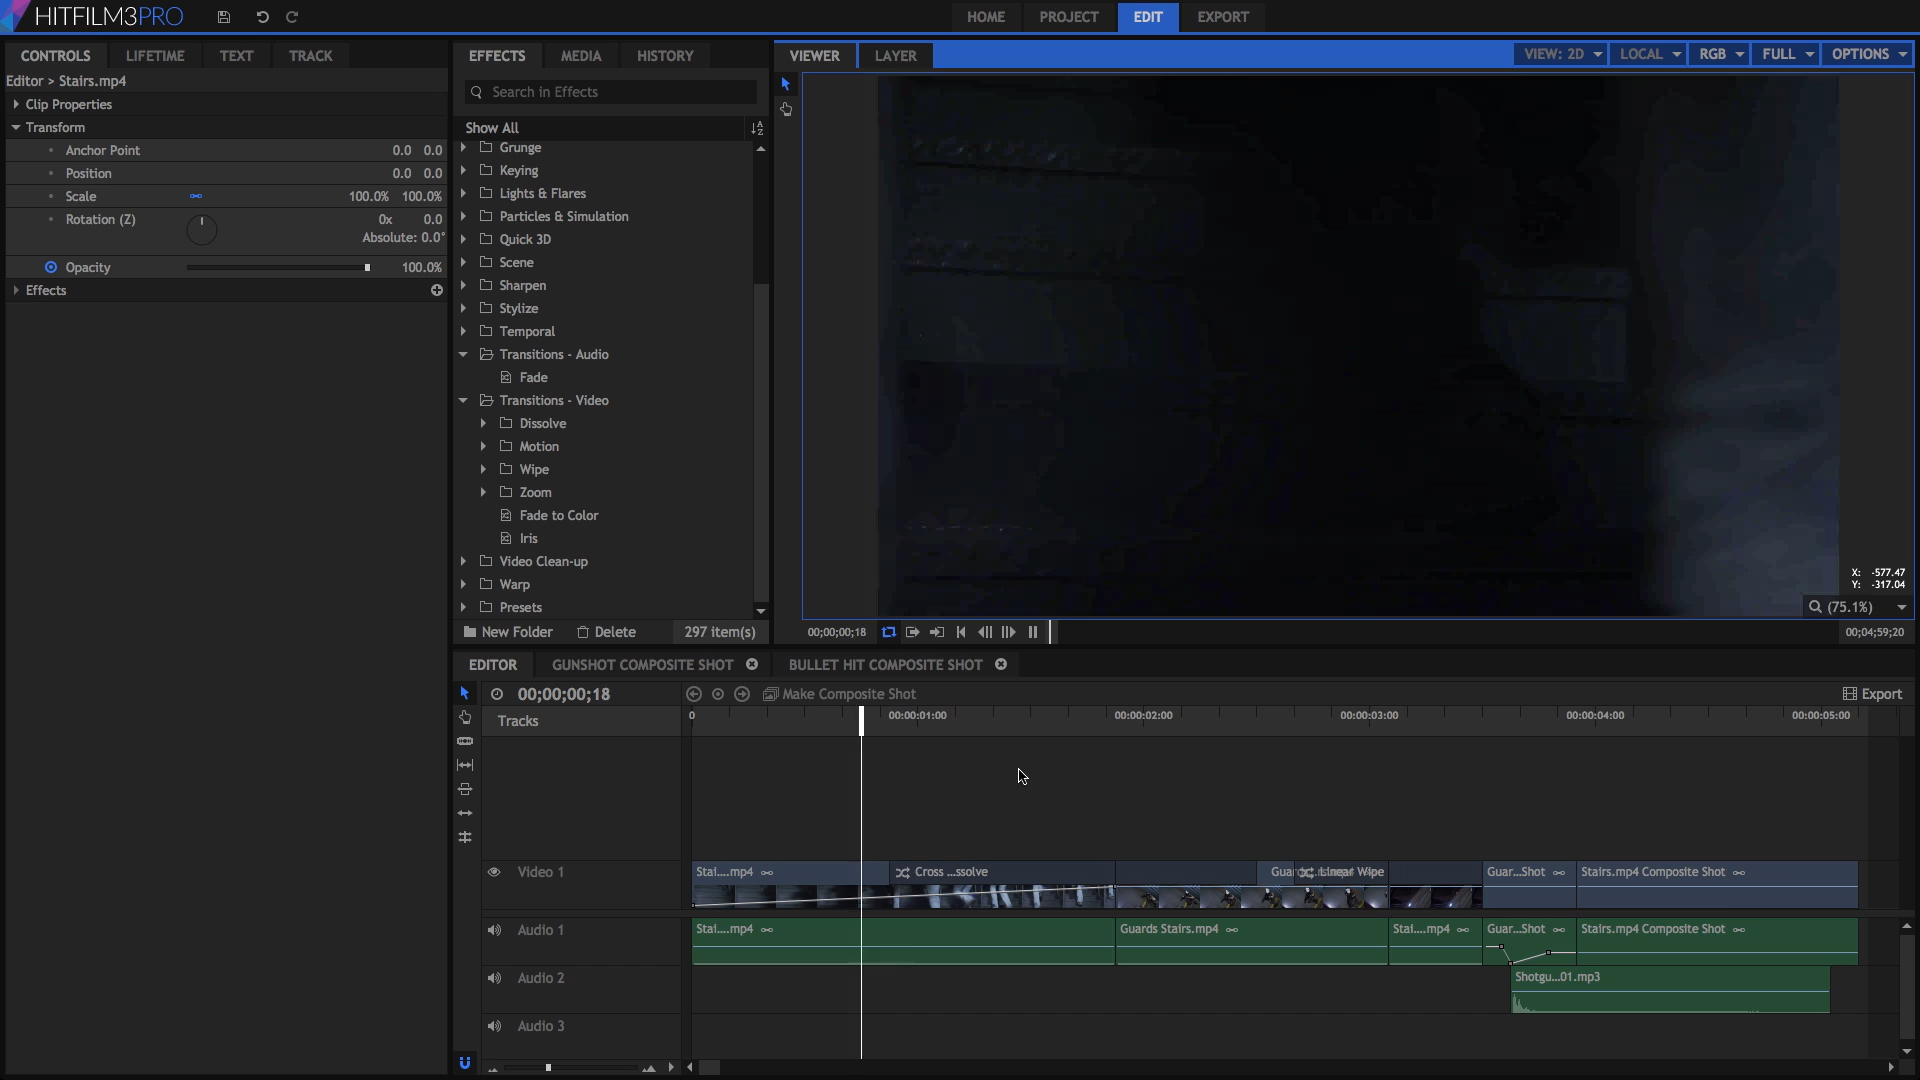 HITFILM3PRO
HOME PROJECT EDIT EXPORT
CONTROLS LIFETIME TEXT TRACK
Editor > Stairs.mp4
Clip Properties
Transform
Anchor Point 0.0 0.0
Position 0.0 0.0
Scale 100.0% 100.0%
Rotation (Z) 0x 0.0
Absolute: 0.0°
Opacity 100.0%
Effects
EFFECTS MEDIA HISTORY
Search in Effects
Show All
Grunge
Keying
Lights & Flares
Particles & Simulation
Quick 3D
Scene
Sharpen
Stylize
Temporal
Transitions - Audio
Fade
Transitions - Video
Dissolve
Motion
Wipe
Zoom
Fade to Color
Iris
Video Clean-up
Warp
Presets
New Folder Delete 297 item(s)
VIEWER LAYER
VIEW: 2D LOCAL RGB FULL OPTIONS
X: -577.47
Y: -317.04
(75.1%)
00;00;00;18 00;04;59;20
EDITOR GUNSHOT COMPOSITE SHOT BULLET HIT COMPOSITE SHOT
00;00;00;18 Make Composite Shot Export
Tracks
0 00:00:01:00 00:00:02:00 00:00:03:00 00:00:04:00 00:00:05:00
Video 1 Stai....mp4 Cross ...ssolve Linear Wipe Guar...Shot Stairs.mp4 Composite Shot
Audio 1 Stai....mp4 Guards Stairs.mp4 Stai....mp4 Guar...Shot Stairs.mp4 Composite Shot
Audio 2 Shotgu...01.mp3
Audio 3